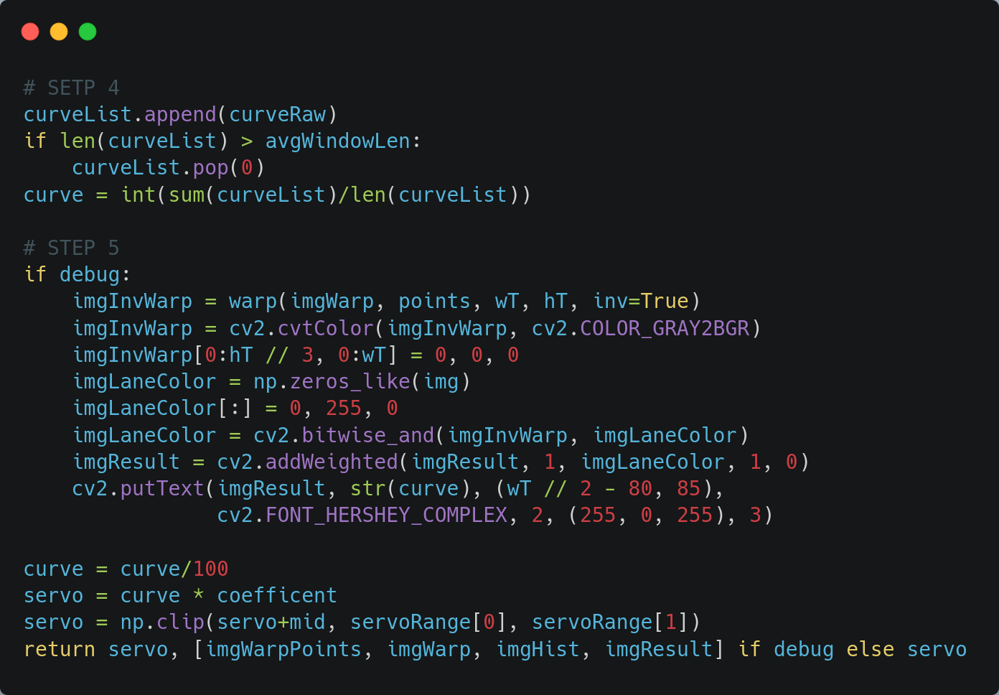 # SETP 4
curveList.append(curveRaw)
if len(curveList) > avgWindowLen:
    curveList.pop(0)
curve = int(sum(curveList)/len(curveList))

# STEP 5
if debug:
    imgInvWarp = warp(imgWarp, points, wT, hT, inv=True)
    imgInvWarp = cv2.cvtColor(imgInvWarp, cv2.COLOR_GRAY2BGR)
    imgInvWarp[0:hT // 3, 0:wT] = 0, 0, 0
    imgLaneColor = np.zeros_like(img)
    imgLaneColor[:] = 0, 255, 0
    imgLaneColor = cv2.bitwise_and(imgInvWarp, imgLaneColor)
    imgResult = cv2.addWeighted(imgResult, 1, imgLaneColor, 1, 0)
    cv2.putText(imgResult, str(curve), (wT // 2 - 80, 85),
                cv2.FONT_HERSHEY_COMPLEX, 2, (255, 0, 255), 3)

curve = curve/100
servo = curve * coefficent
servo = np.clip(servo+mid, servoRange[0], servoRange[1])
return servo, [imgWarpPoints, imgWarp, imgHist, imgResult] if debug else servo